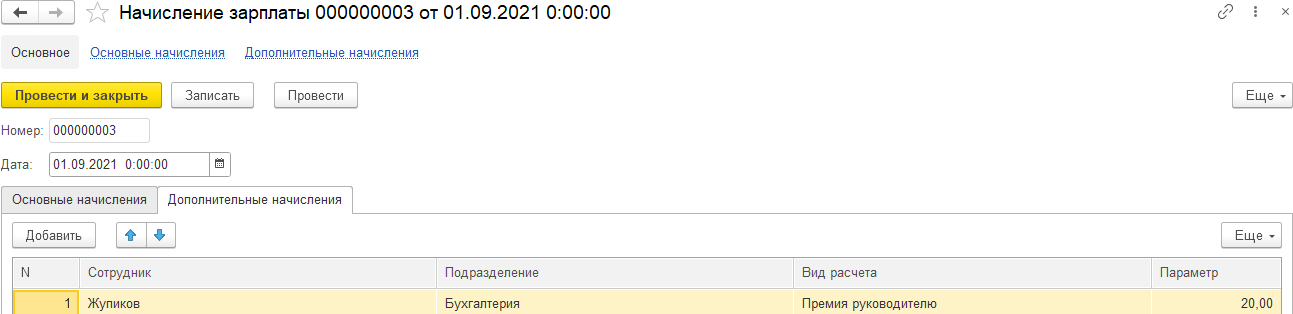 Начисление зарплаты 000000003 от 01.09.2021 0:00:00
Основное Основные начисления Дополнительные начисления
Провести и закрыть Записать Провести Еще
Номер: 000000003
Дата: 01.09.2021 0:00:00
Основные начисления Дополнительные начисления
Добавить Еще
N Сотрудник Подразделение Вид расчета Параметр
1 Жупиков Бухгалтерия Премия руководителю 20,00